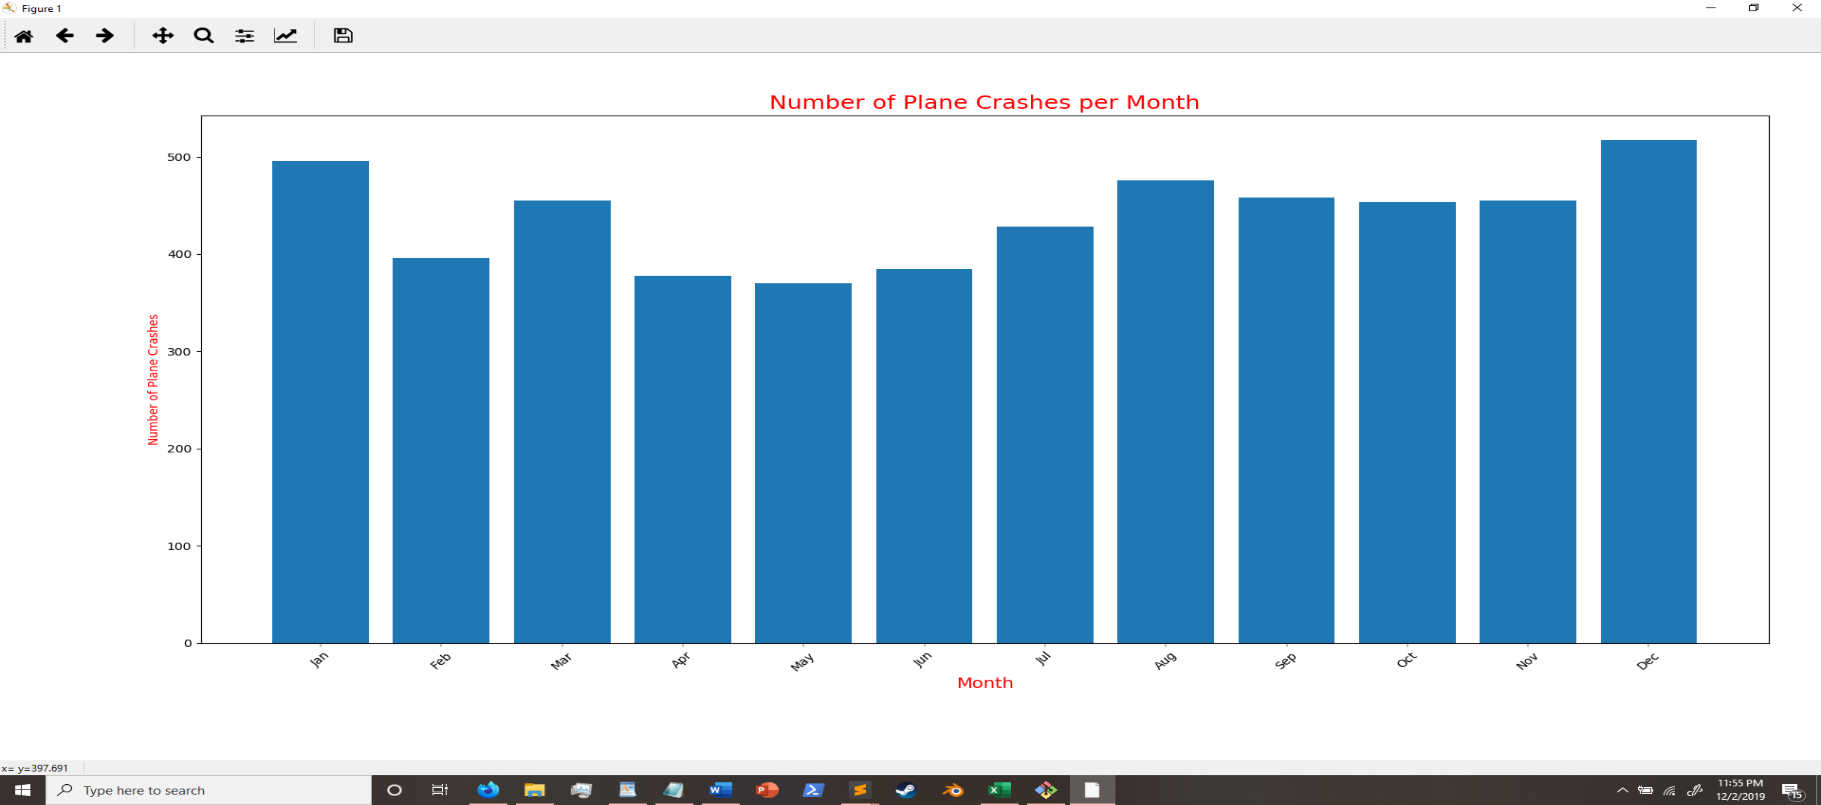 Figure 1
Number of Plane Crashes per Month
Number of Plane Crashes
500
400
300
200
100
0
Jan Feb Mar Apr May Jun Jul Aug Sep Oct Nov Dec
Month
x= y=397.691
Type here to search
11:55 PM
12/2/2019
15